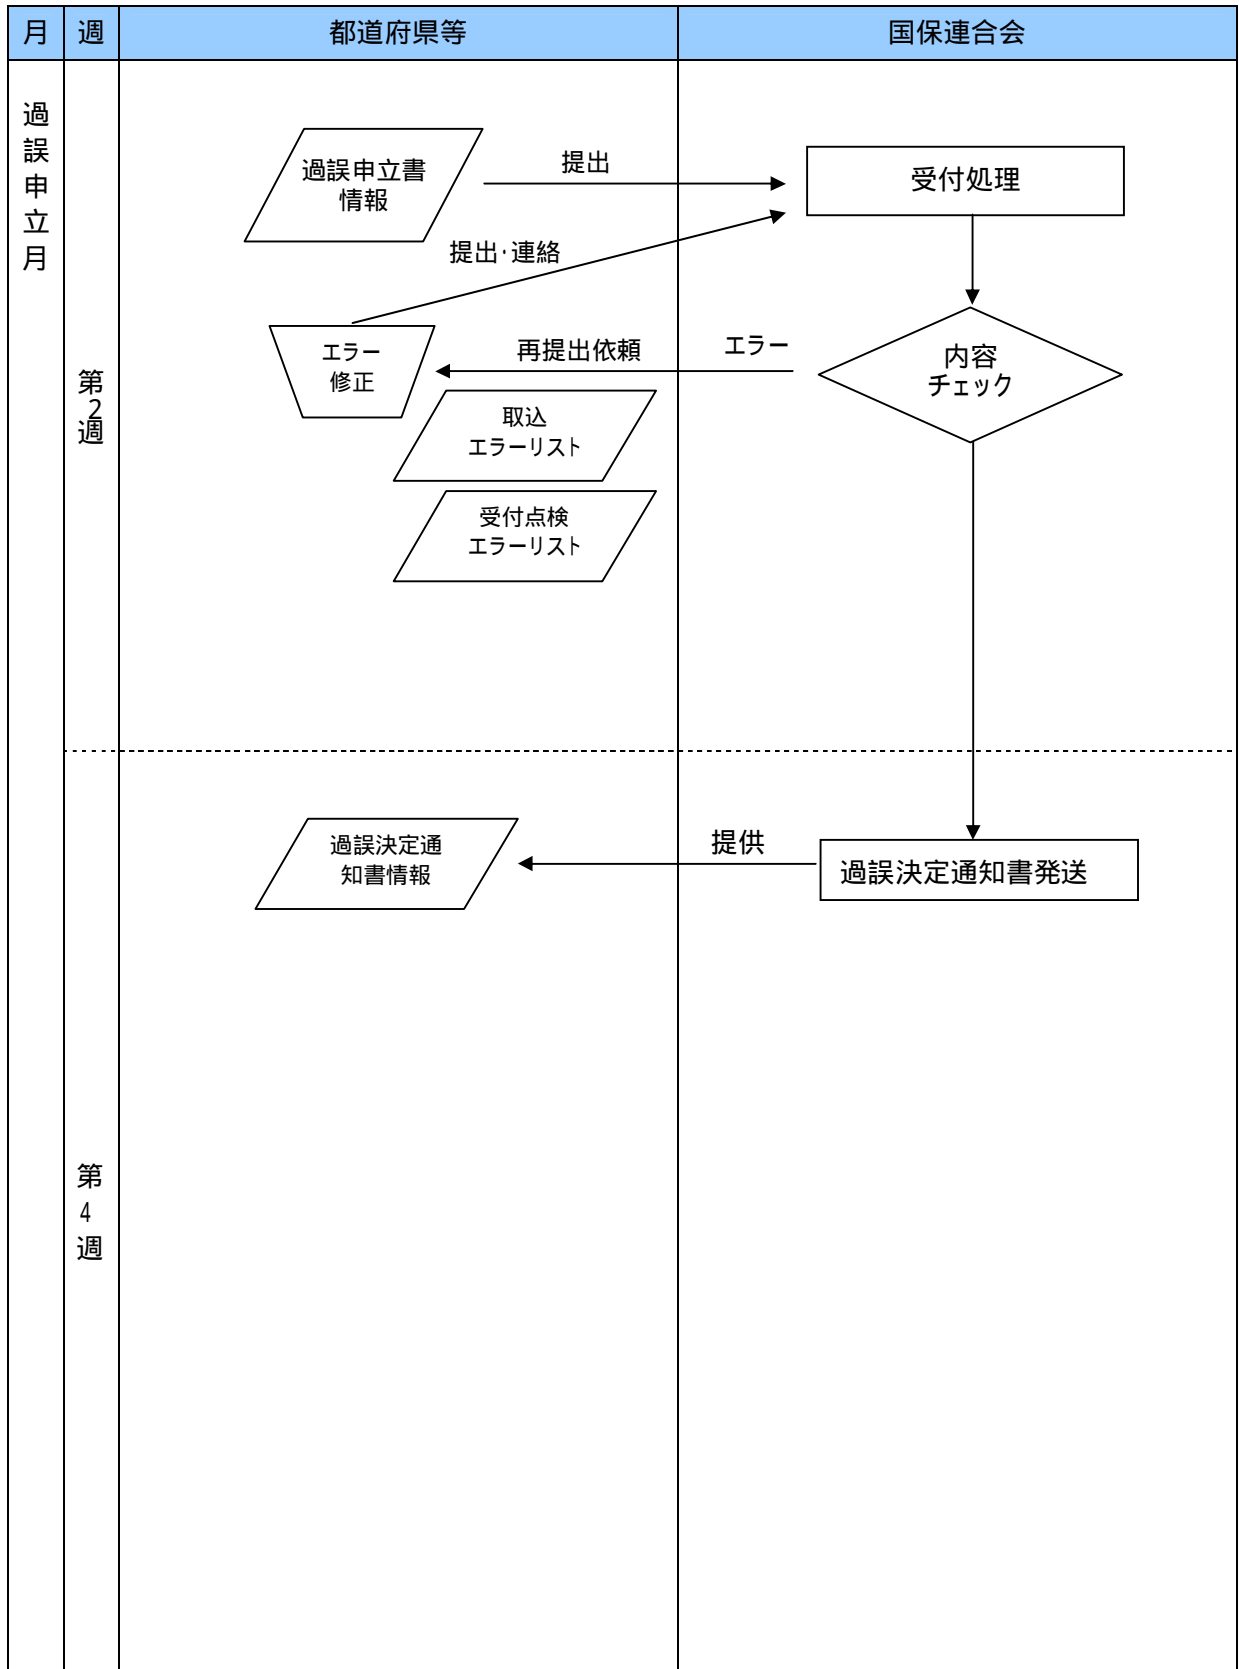 月
週
都道府県等
国保連合会
過誤申立月
第2週
過誤申立書
情報
提出
受付処理
提出・連絡
エラー
修正
再提出依頼
エラー
内容
チェック
取込
エラーリスト
受付点検
エラーリスト
第4週
過誤決定通
知書情報
提供
過誤決定通知書発送